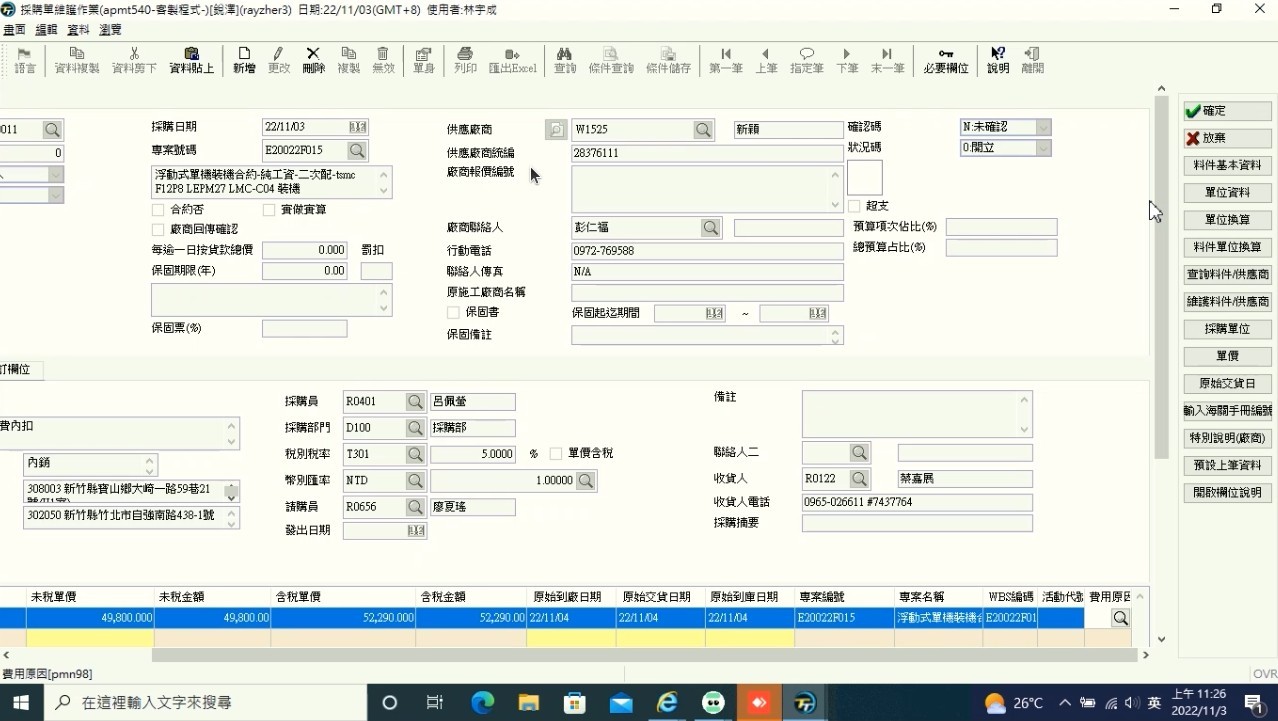 採購單維護作業(apmt540-客製程式-)[銳澤](rayzher3) 日期:22/11/03(GMT+8) 使用者:林宇成
畫面 編輯 資料 瀏覽
語言 資料複製 資料剪下 資料貼上 新增 更改 刪除 複製 無效 單身 列印 匯出Excel 查詢 條件查詢 條件儲存 第一筆 上筆 指定筆 下筆 末一筆 必要欄位 說明 離開
011 採購日期 22/11/03 供應廠商 W1525 新穎 確認碼 N:未確認
0 專案號碼 E20022F015 供應廠商統編 28376111 狀況碼 0:開立
浮動式單樁裝機合約-純工資-二次配-tsmc
F12P8 LEPM27 LMC-C04 裝機
廠商報價編號
合約否 實做實算 超支
廠商回傳確認 廠商聯絡人 彭仁福 預算項次佔比(%)
每逾一日按貨款總價 0.000 罰扣 行動電話 0972-769588 總預算占比(%)
保固期限(年) 0.00 聯絡人傳真 N/A
原施工廠商名稱
保固書 保固起迄期間 ~
保固票(%) 保固備註
訂欄位
採購員 R0401 呂佩螢 備註
費內扣 採購部門 D100 採購部
稅別稅率 T301 5.0000 % 單價含稅 聯絡人二
內銷 幣別匯率 NTD 1.00000 收貨人 R0122 蔡嘉展
308003 新竹縣寶山鄉大崎一路59巷21
請購員 R0656 廖夏瑤 收貨人電話 0965-026611 #7437764
302050 新竹縣竹北市自強南路438-1號 發出日期 採購摘要
未稅單價 未稅金額 含稅單價 含稅金額 原始到廠日期 原始交貨日期 原始到庫日期 專案編號 專案名稱 WBS編碼 活動代號 費用原因
49,800.000 49,800.00 52,290.000 52,290.00 22/11/04 22/11/04 22/11/04 E20022F015 浮動式單樁裝機合 E20022F01
確定
放棄
料件基本資料
單位資料
單位換算
料件單位換算
查詢料件/供應商
維護料件/供應商
採購單位
單價
原始交貨日
輸入海關手冊編號
特別說明(廠商)
預設上筆資料
開啟欄位說明
費用原因[pmn98] OVR
在這裡輸入文字來搜尋 26°C 英 上午 11:26
2022/11/3 1